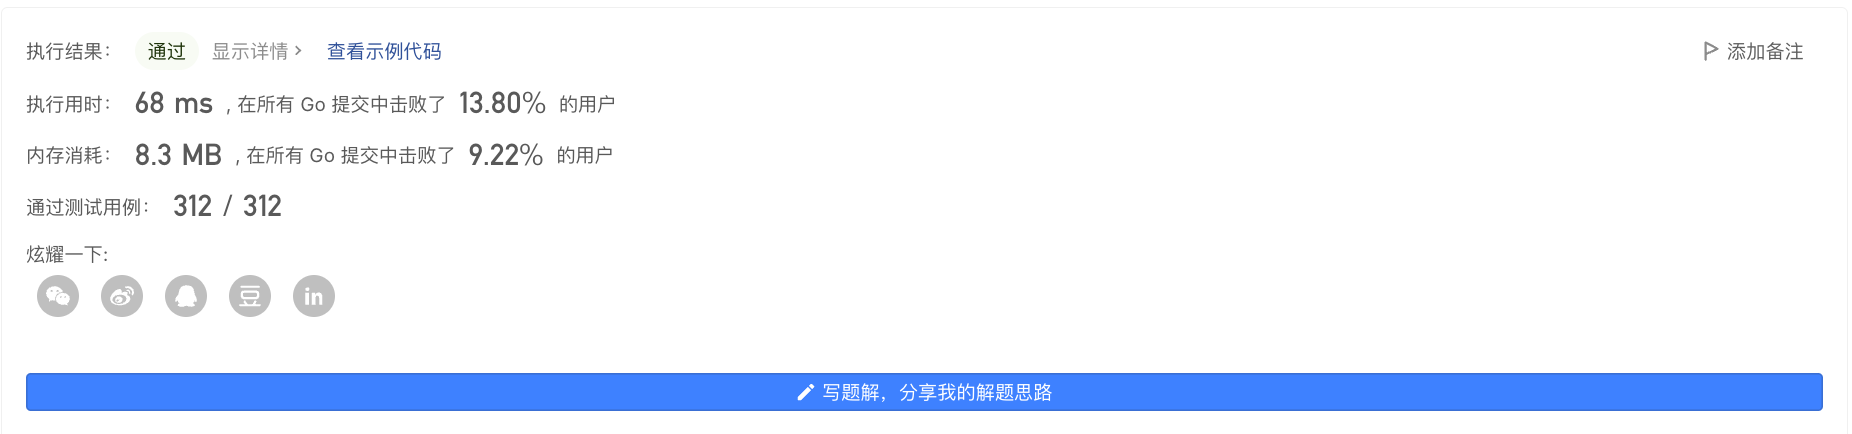 执行结果： 通过 显示详情 > 查看示例代码 添加备注
执行用时： 68 ms , 在所有 Go 提交中击败了 13.80% 的用户
内存消耗： 8.3 MB , 在所有 Go 提交中击败了 9.22% 的用户
通过测试用例： 312 / 312
炫耀一下:
豆 in
写题解，分享我的解题思路